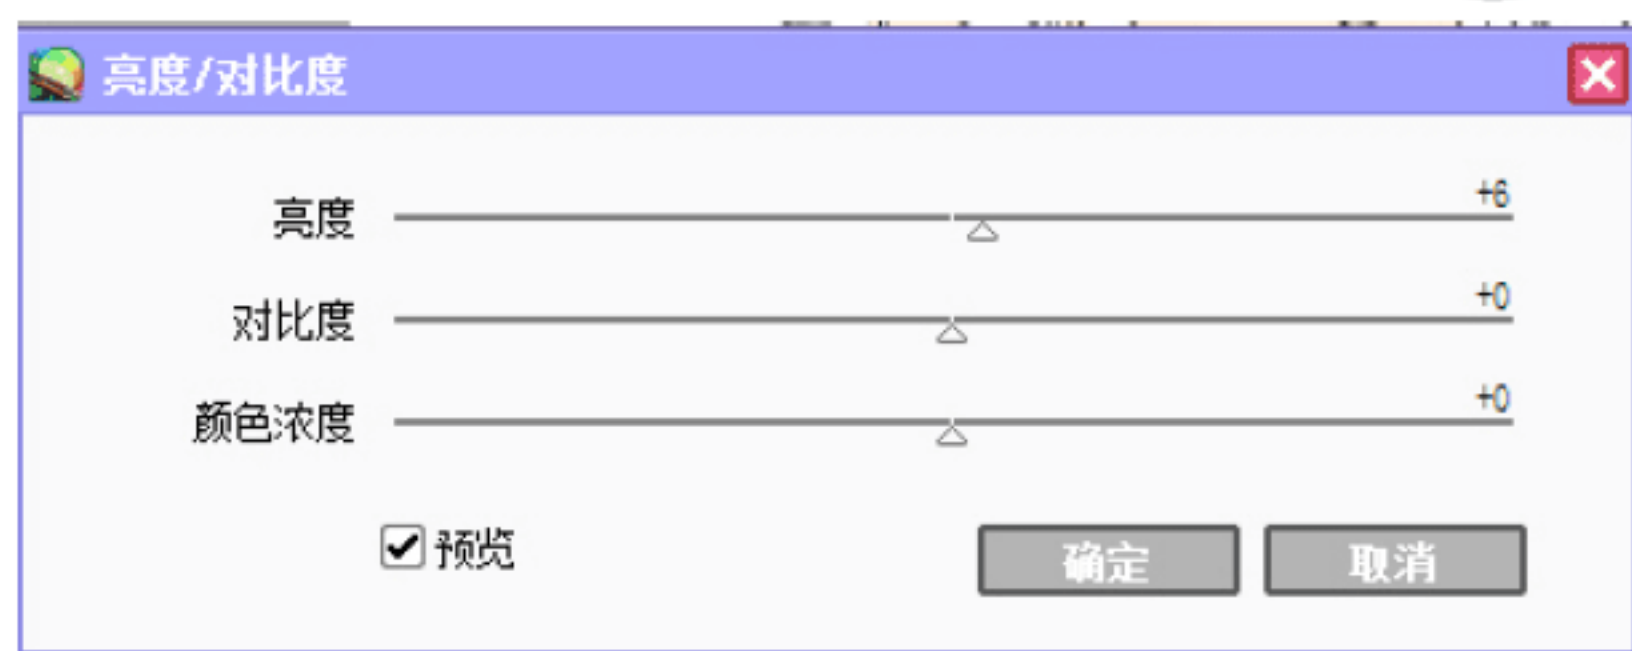 亮度/对比度
亮度 +6
对比度 +0
颜色浓度 +0
预览 确定 取消